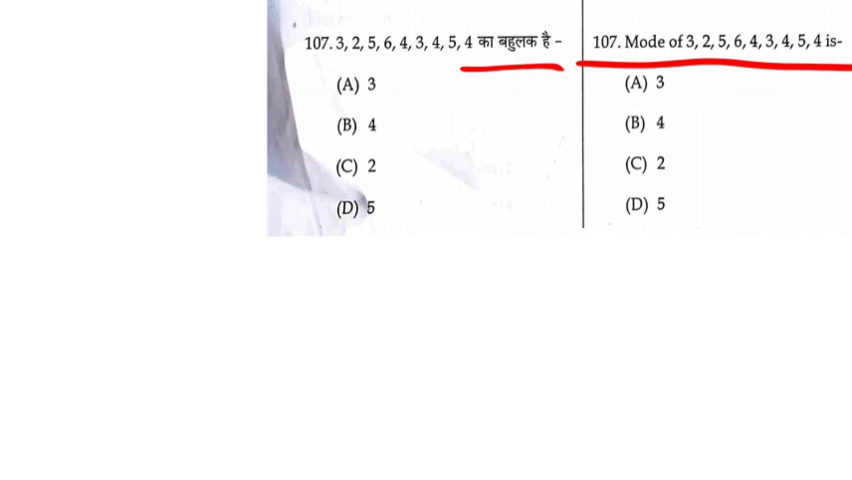 107. 3, 2, 5, 6, 4, 3, 4, 5, 4 का बहुलक है –
(A) 3
(B) 4
(C) 2
(D) 5
107. Mode of 3, 2, 5, 6, 4, 3, 4, 5, 4 is-
(A) 3
(B) 4
(C) 2
(D) 5